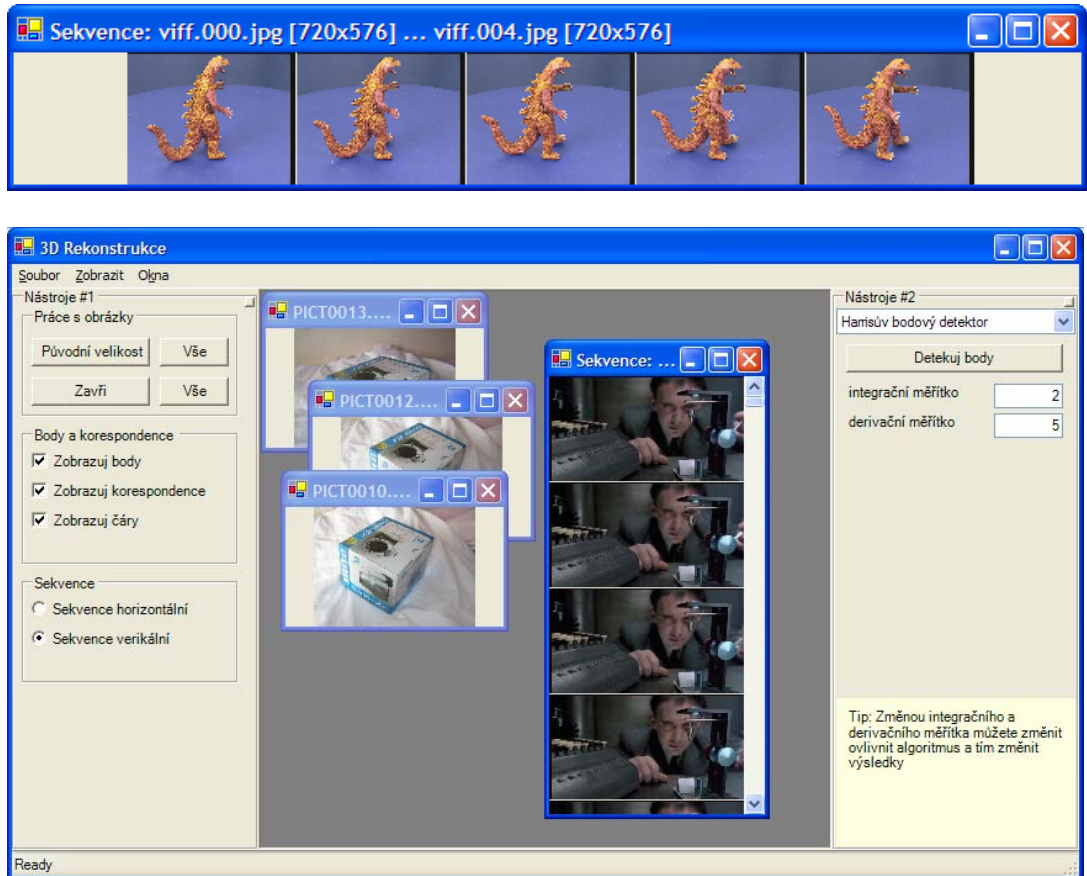 Sekvence: viff.000.jpg [720x576] ... viff.004.jpg [720x576]
3D Rekonstrukce
Soubor Zobrazit Okna
Nástroje #1
Práce s obrázky
Původní velikost Vše
Zavři Vše
Body a korespondence
Zobrazuj body
Zobrazuj korespondence
Zobrazuj čáry
Sekvence
Sekvence horizontální
Sekvence verikální
PICT0013....
PICT0012....
PICT0010....
Sekvence: ...
Nástroje #2
Harrisův bodový detektor
Detekuj body
integrační měřítko 2
derivační měřítko 5
Tip: Změnou integračního a
derivačního měřítka můžete změnit
ovlivnit algoritmus a tím změnit
výsledky
Ready